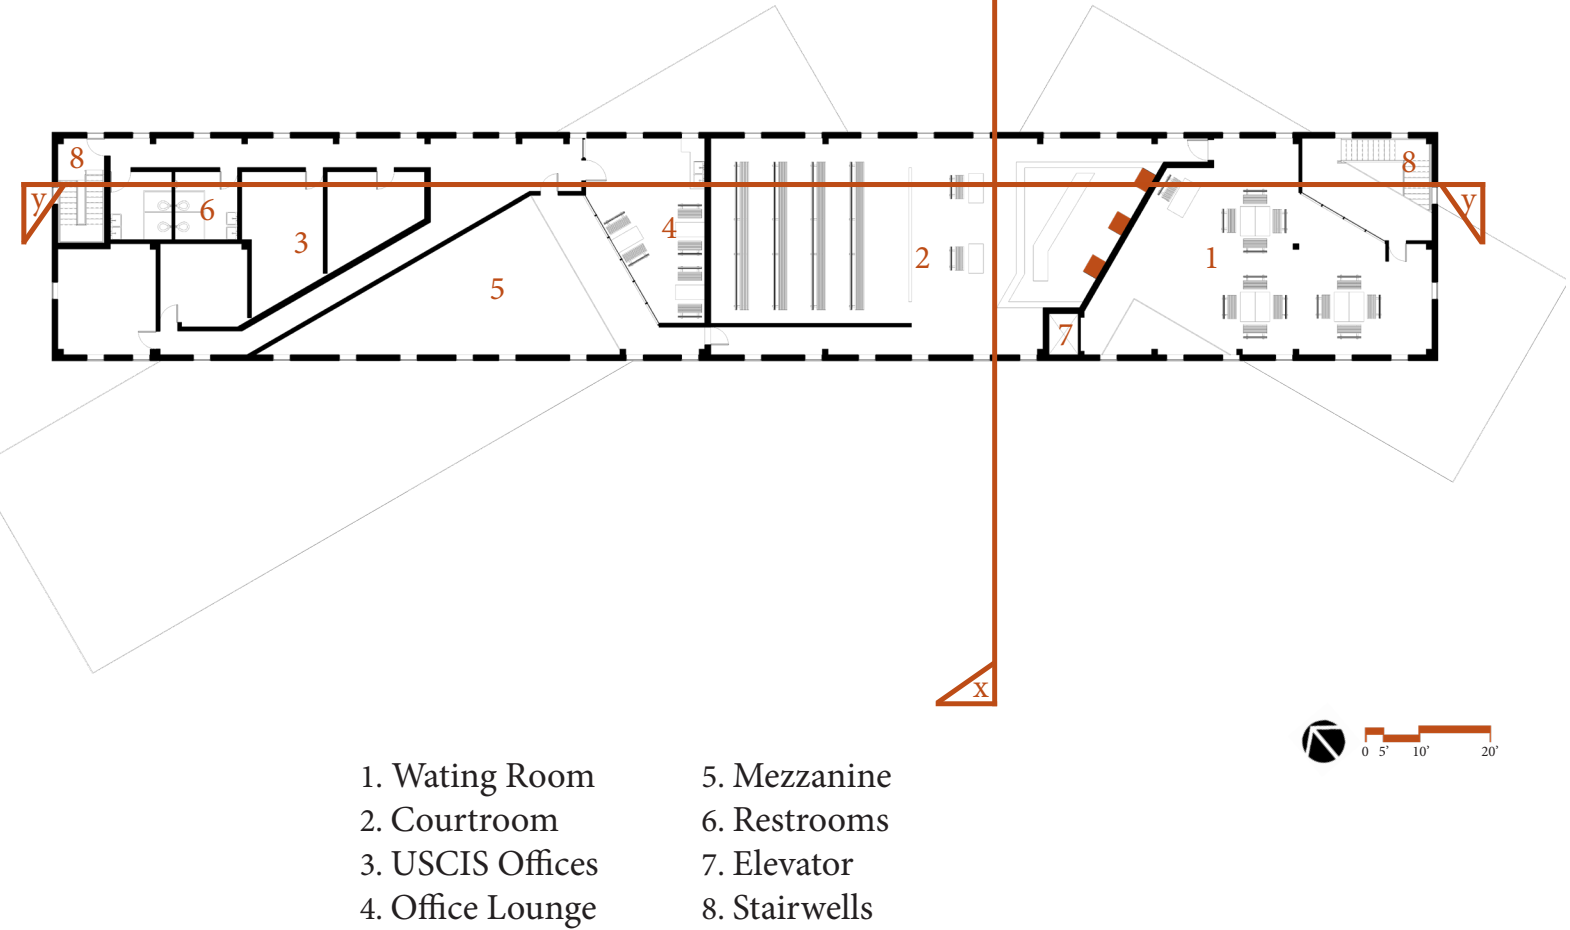 8
8
y
y
6
3
4
5
2
1
7
x
0 5’ 10’ 20’
1. Wating Room
2. Courtroom
3. USCIS Offices
4. Office Lounge
5. Mezzanine
6. Restrooms
7. Elevator
8. Stairwells